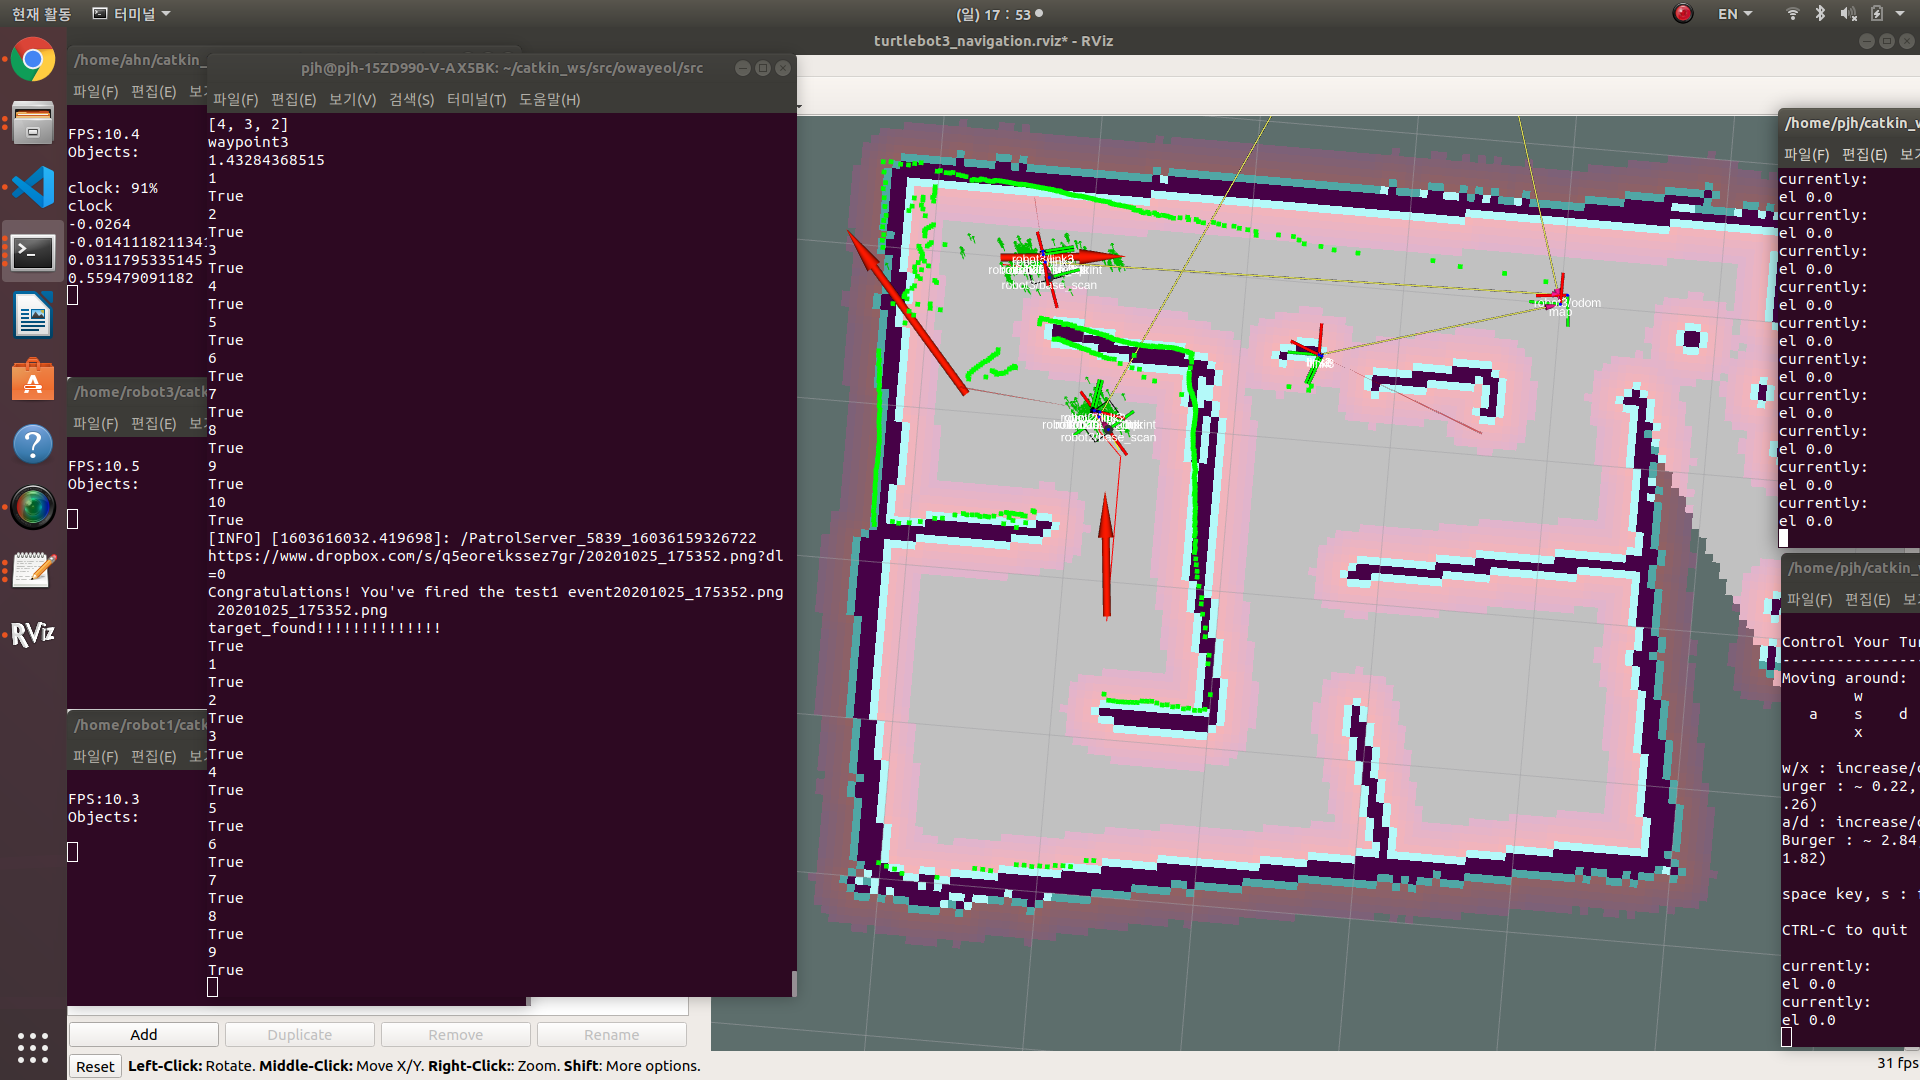 현재 활동
터미널
(일) 17 : 53
EN
turtlebot3_navigation.rviz* - RViz
/home/ahn/catkin_
파일(F) 편집(E) 보기
FPS:10.4
Objects:
clock: 91%
clock
-0.0264
-0.0141118211341
0.0311795335145
0.559479091182
/home/robot3/cat
파일(F) 편집(E) 보
FPS:10.5
Objects:
/home/robot1/catk
파일(F) 편집(E) 보
FPS:10.3
Objects:
pjh@pjh-15ZD990-V-AX5BK: ~/catkin_ws/src/owayeol/src
파일(F) 편집(E) 보기(V) 검색(S) 터미널(T) 도움말(H)
[4, 3, 2]
waypoint3
1.43284368515
1
True
2
True
3
True
4
True
5
True
6
True
7
True
8
True
9
True
10
True
[INFO] [1603616032.419698]: /PatrolServer_5839_16036159326722
https://www.dropbox.com/s/q5eoreikssez7gr/20201025_175352.png?dl
=0
Congratulations! You've fired the test1 event20201025_175352.png
20201025_175352.png
target_found!!!!!!!!!!!!!!
True
1
True
2
True
3
True
4
True
5
True
6
True
7
True
8
True
9
True
robot3/link3
robot3/base_scan
robot3/odom
map
robot2/base_scan
/home/pjh/catkin_w
파일(F) 편집(E) 보기
currently:
el 0.0
currently:
el 0.0
currently:
el 0.0
currently:
el 0.0
currently:
el 0.0
currently:
el 0.0
currently:
el 0.0
currently:
el 0.0
currently:
el 0.0
currently:
el 0.0
/home/pjh/catkin_w
파일(F) 편집(E) 보
Control Your Tur
----------------
Moving around:
w
a s d
x
w/x : increase/d
urger : ~ 0.22,
.26)
a/d : increase/d
Burger : ~ 2.84
1.82)
space key, s : f
CTRL-C to quit
currently:
el 0.0
currently:
el 0.0
RViz
Add
Duplicate
Remove
Rename
Reset
Left-Click: Rotate. Middle-Click: Move X/Y. Right-Click:: Zoom. Shift: More options.
31 fps